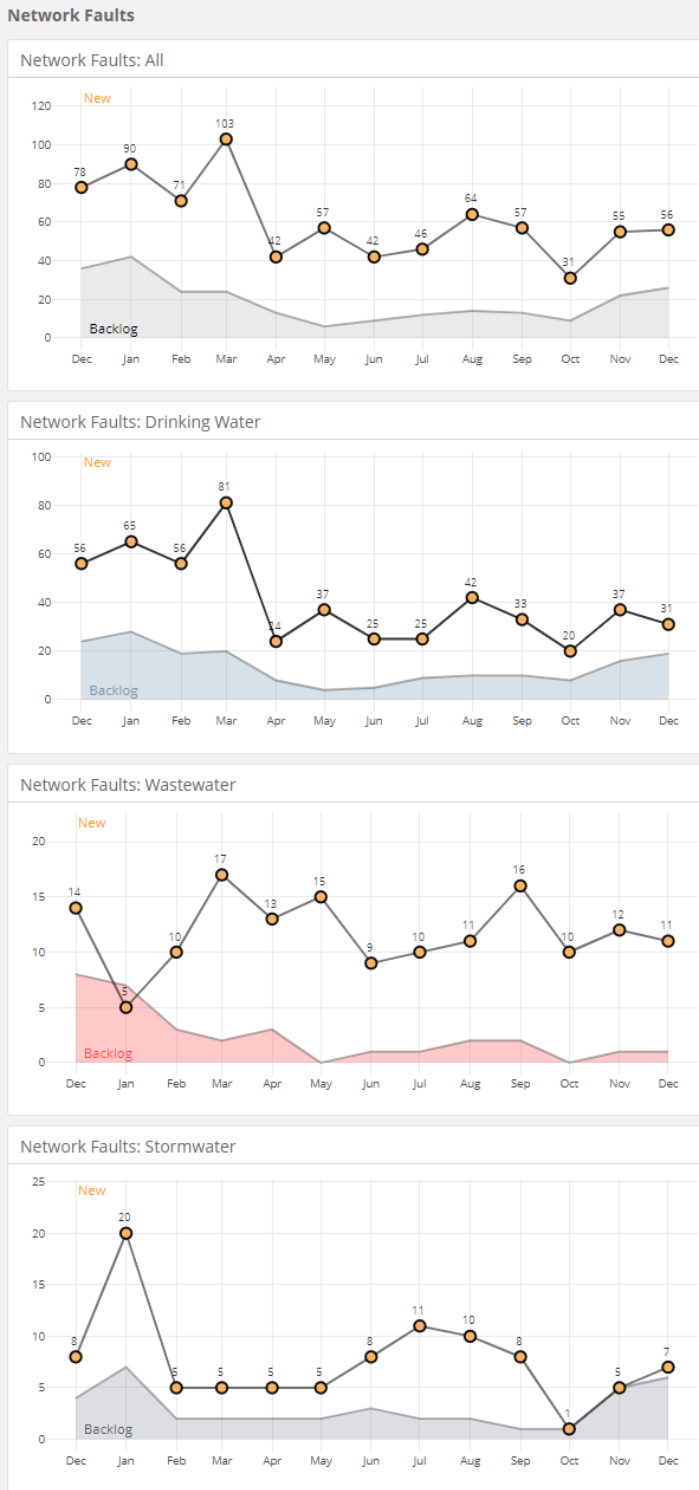 Network Faults
Network Faults: All
New
120
100
80
60
40
20
0
78 90 71 103 42 57 42 46 64 57 31 55 56
Backlog
Dec Jan Feb Mar Apr May Jun Jul Aug Sep Oct Nov Dec
Network Faults: Drinking Water
New
100
80
60
40
20
0
56 65 56 81 24 37 25 25 42 33 20 37 31
Backlog
Dec Jan Feb Mar Apr May Jun Jul Aug Sep Oct Nov Dec
Network Faults: Wastewater
New
20
15
10
5
0
14 5 10 17 13 15 9 10 11 16 10 12 11
Backlog
Dec Jan Feb Mar Apr May Jun Jul Aug Sep Oct Nov Dec
Network Faults: Stormwater
New
25
20
15
10
5
0
8 20 5 5 5 5 8 11 10 8 1 5 7
Backlog
Dec Jan Feb Mar Apr May Jun Jul Aug Sep Oct Nov Dec